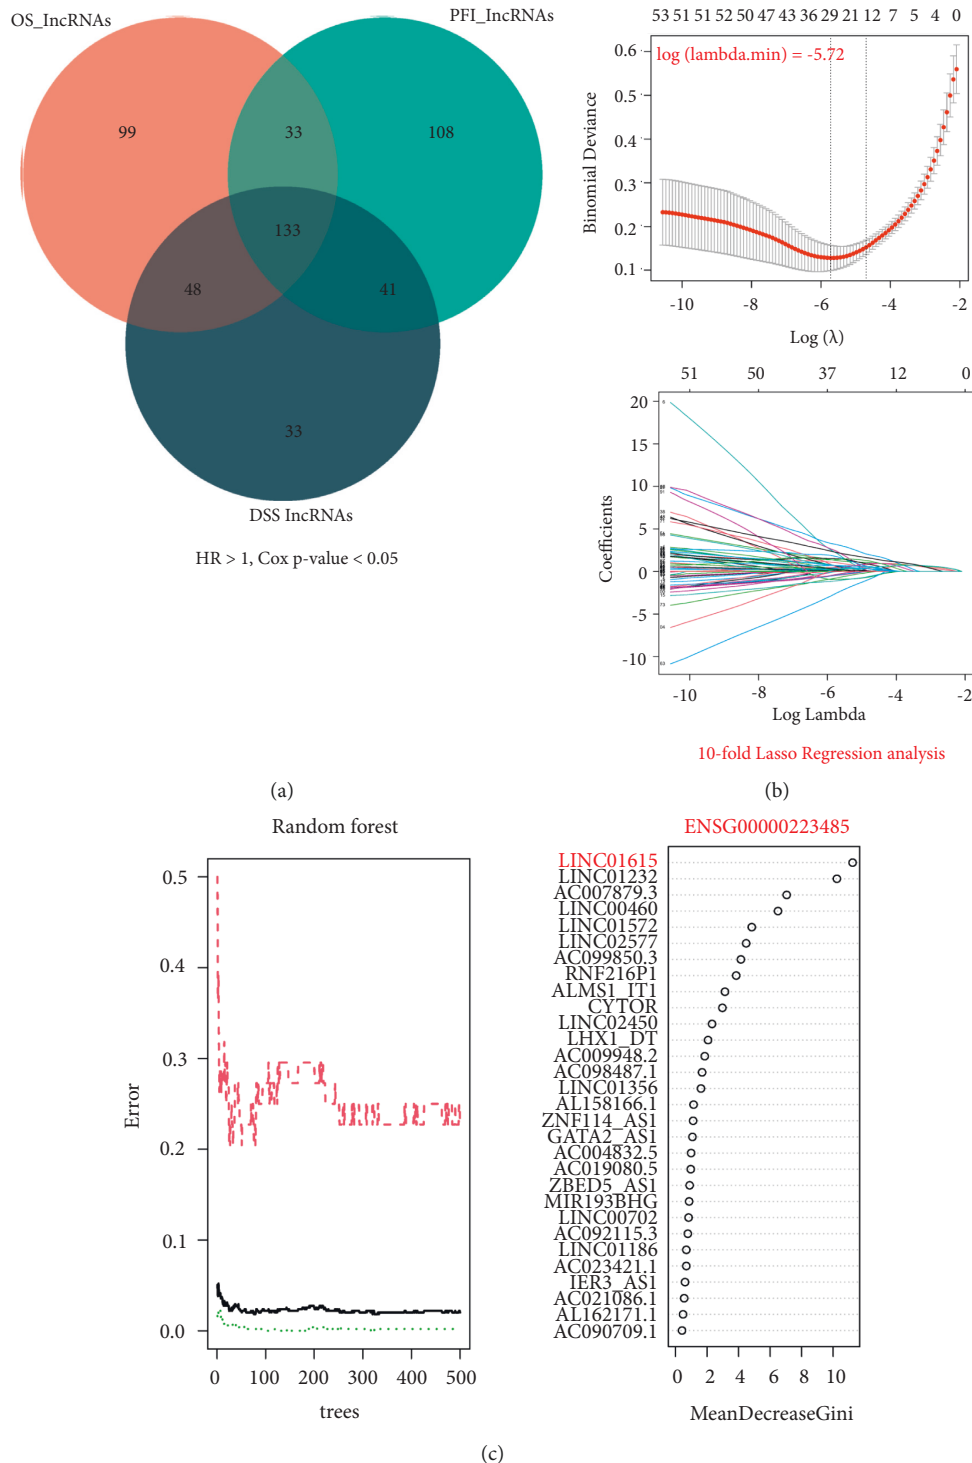 OS_IncRNAs
PFI_IncRNAs
99
33
108
133
48
41
33
DSS IncRNAs
HR > 1, Cox p-value < 0.05
(a)
53 51 51 52 50 47 43 36 29 21 12 7 5 4 0
log (lambda.min) = -5.72
0.6
0.5
0.4
0.3
0.2
0.1
Binomial Deviance
-10 -8 -6 -4 -2
Log (λ)
51 50 37 12 0
20
15
10
5
0
-5
-10
Coefficients
-10 -8 -6 -4 -2
Log Lambda
10-fold Lasso Regression analysis
(b)
Random forest
0.5
0.4
0.3
0.2
0.1
0.0
Error
0 100 200 300 400 500
trees
ENSG00000223485
LINC01615
LINC01232
AC007879.3
LINC00460
LINC01572
LINC02577
AC099850.3
RNF216P1
ALMS1_IT1
CYTOR
LINC02450
LHX1_DT
AC009948.2
AC098487.1
LINC01356
AL158166.1
ZNF114_AS1
GATA2_AS1
AC004832.5
AC019080.5
ZBED5_AS1
MIR193BHG
LINC00702
AC092115.3
LINC01186
AC023421.1
IER3_AS1
AC021086.1
AL162171.1
AC090709.1
0 2 4 6 8 10
MeanDecreaseGini
(c)